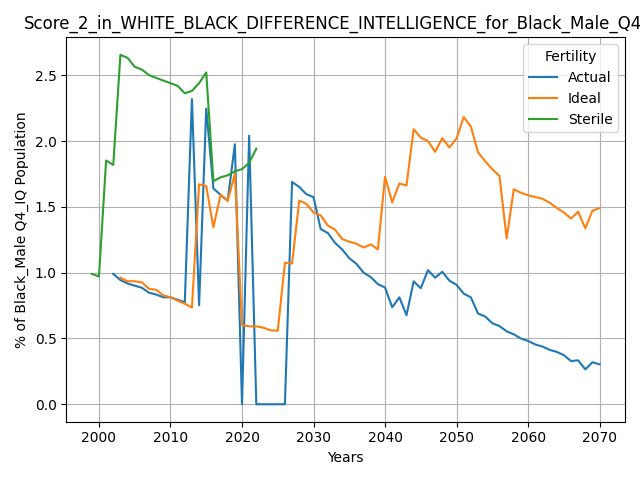 Score_2_in_WHITE_BLACK_DIFFERENCE_INTELLIGENCE_for_Black_Male_Q4
Fertility
Actual
Ideal
Sterile
% of Black_Male Q4_IQ Population
2.5
2.0
1.5
1.0
0.5
0.0
2000 2010 2020 2030 2040 2050 2060 2070
Years